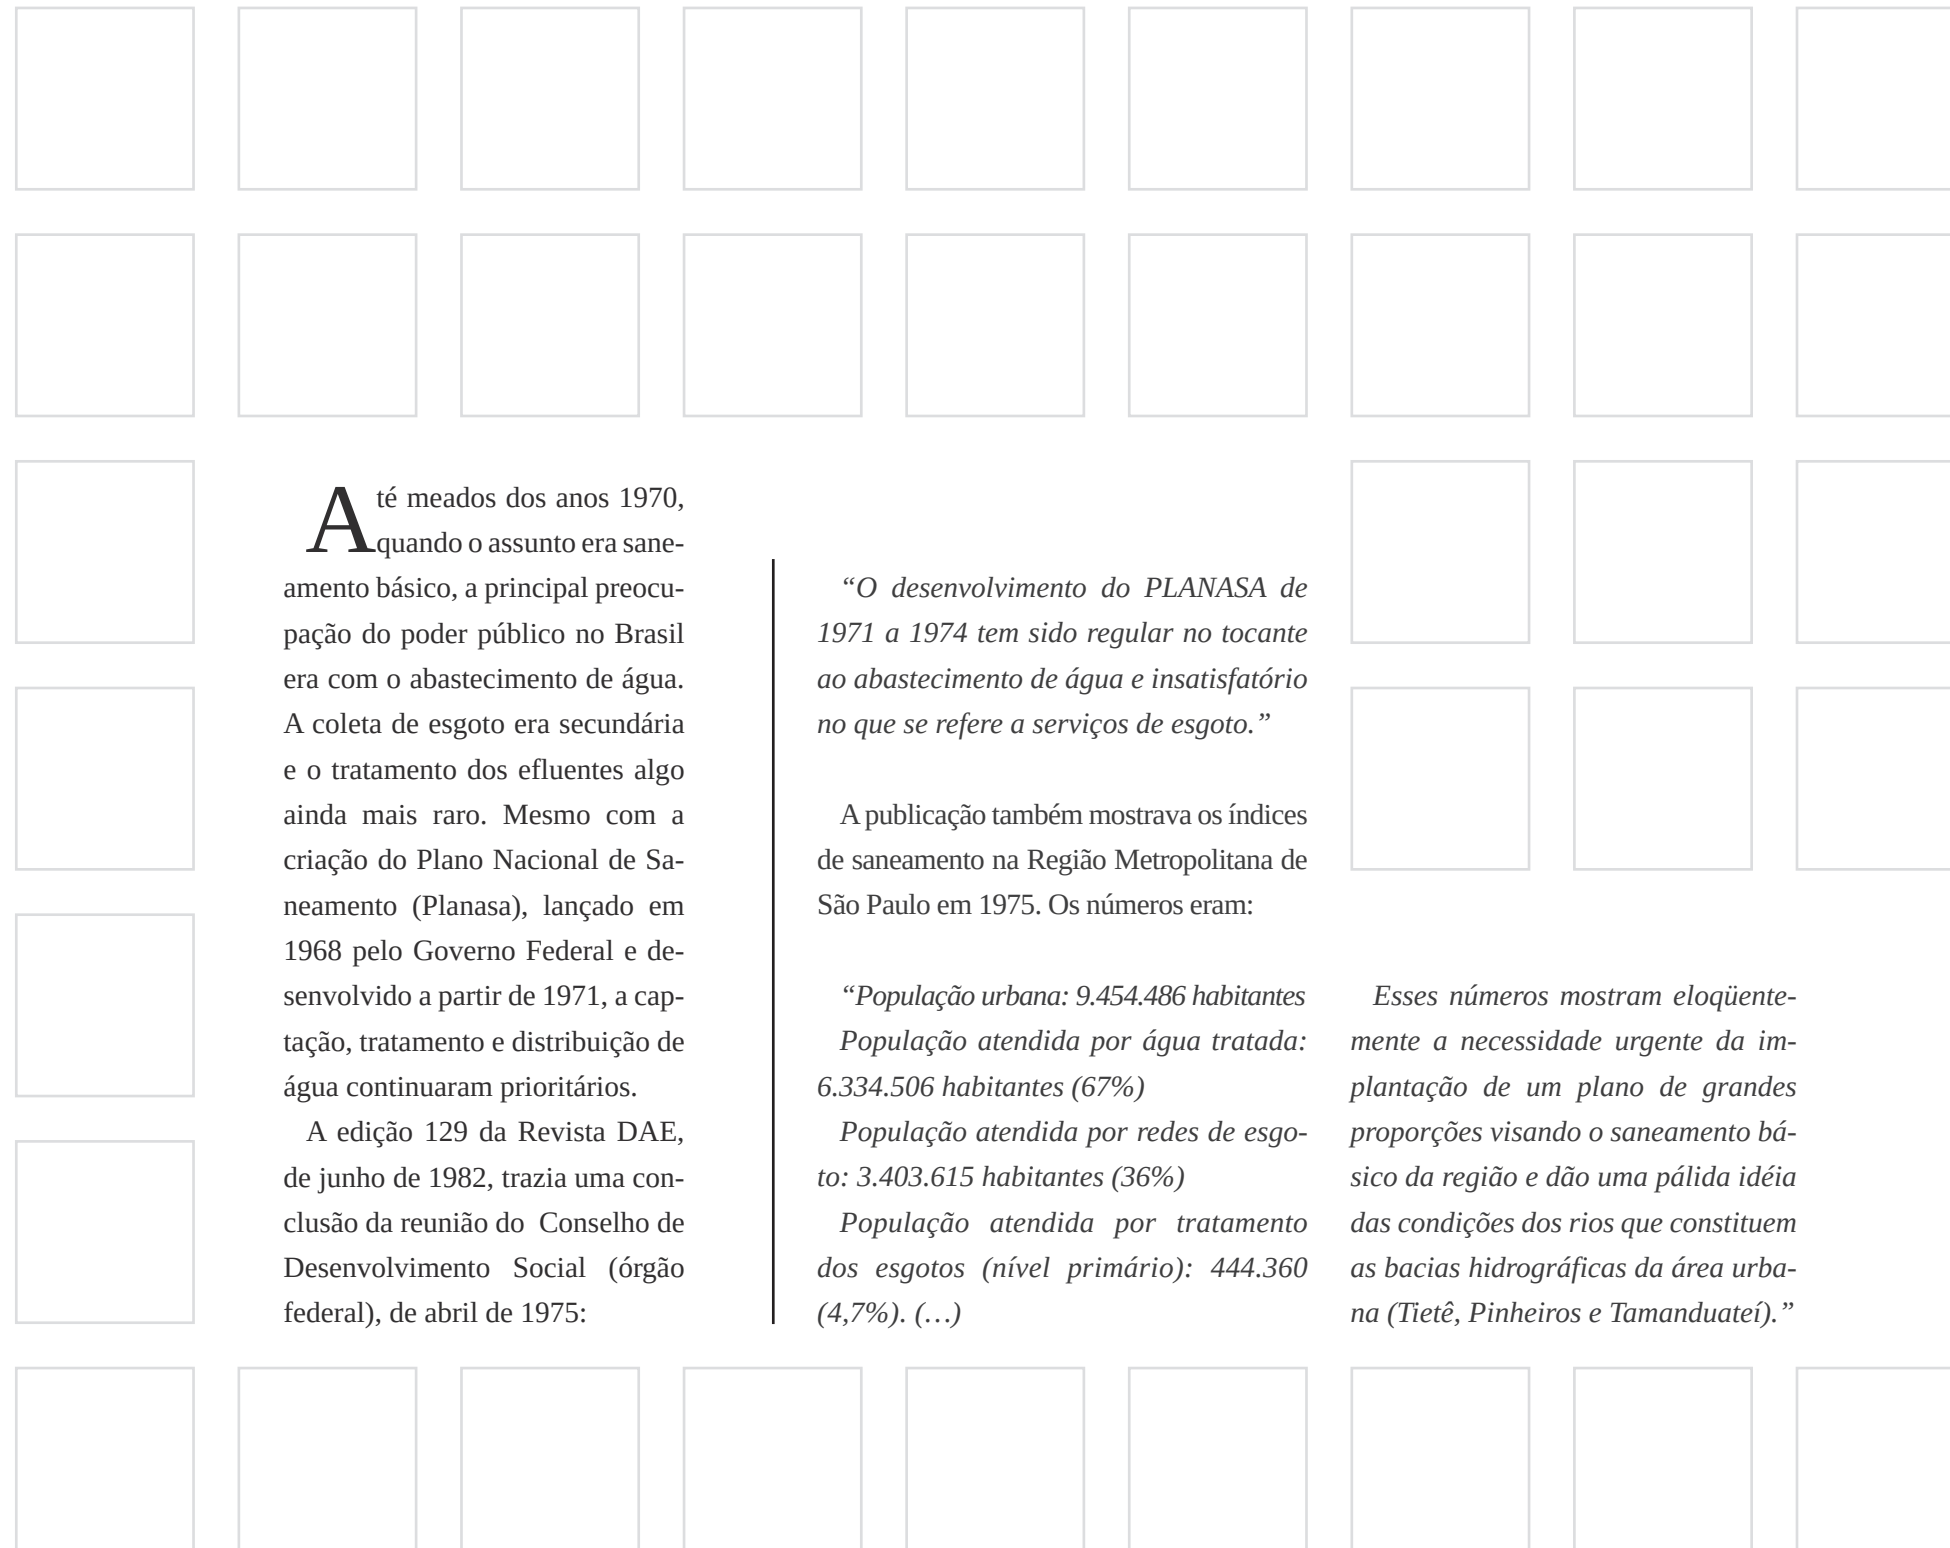 Até meados dos anos 1970,
quando o assunto era sane-
amento básico, a principal preocu-
pação do poder público no Brasil
era com o abastecimento de água.
A coleta de esgoto era secundária
e o tratamento dos efluentes algo
ainda mais raro. Mesmo com a
criação do Plano Nacional de Sa-
neamento (Planasa), lançado em
1968 pelo Governo Federal e de-
senvolvido a partir de 1971, a cap-
tação, tratamento e distribuição de
água continuaram prioritários.
A edição 129 da Revista DAE,
de junho de 1982, trazia uma con-
clusão da reunião do Conselho de
Desenvolvimento Social (órgão
federal), de abril de 1975:
“O desenvolvimento do PLANASA de
1971 a 1974 tem sido regular no tocante
ao abastecimento de água e insatisfatório
no que se refere a serviços de esgoto.”
A publicação também mostrava os índices
de saneamento na Região Metropolitana de
São Paulo em 1975. Os números eram:
“População urbana: 9.454.486 habitantes
População atendida por água tratada:
6.334.506 habitantes (67%)
População atendida por redes de esgo-
to: 3.403.615 habitantes (36%)
População atendida por tratamento
dos esgotos (nível primário): 444.360
(4,7%). (…)
Esses números mostram eloqüente-
mente a necessidade urgente da im-
plantação de um plano de grandes
proporções visando o saneamento bá-
sico da região e dão uma pálida idéia
das condições dos rios que constituem
as bacias hidrográficas da área urba-
na (Tietê, Pinheiros e Tamanduateí).”